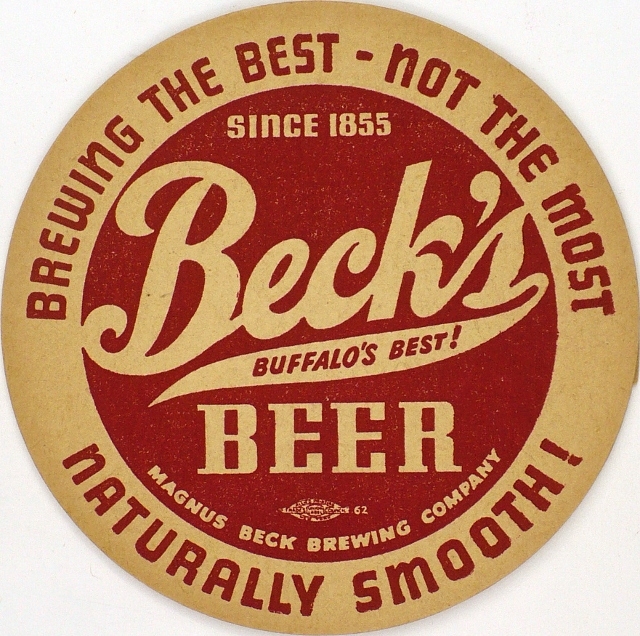 BREWING THE BEST - NOT THE MOST
SINCE 1855
Beck's
BUFFALO'S BEST!
BEER
MAGNUS BECK BREWING COMPANY
62
NATURALLY SMOOTH!